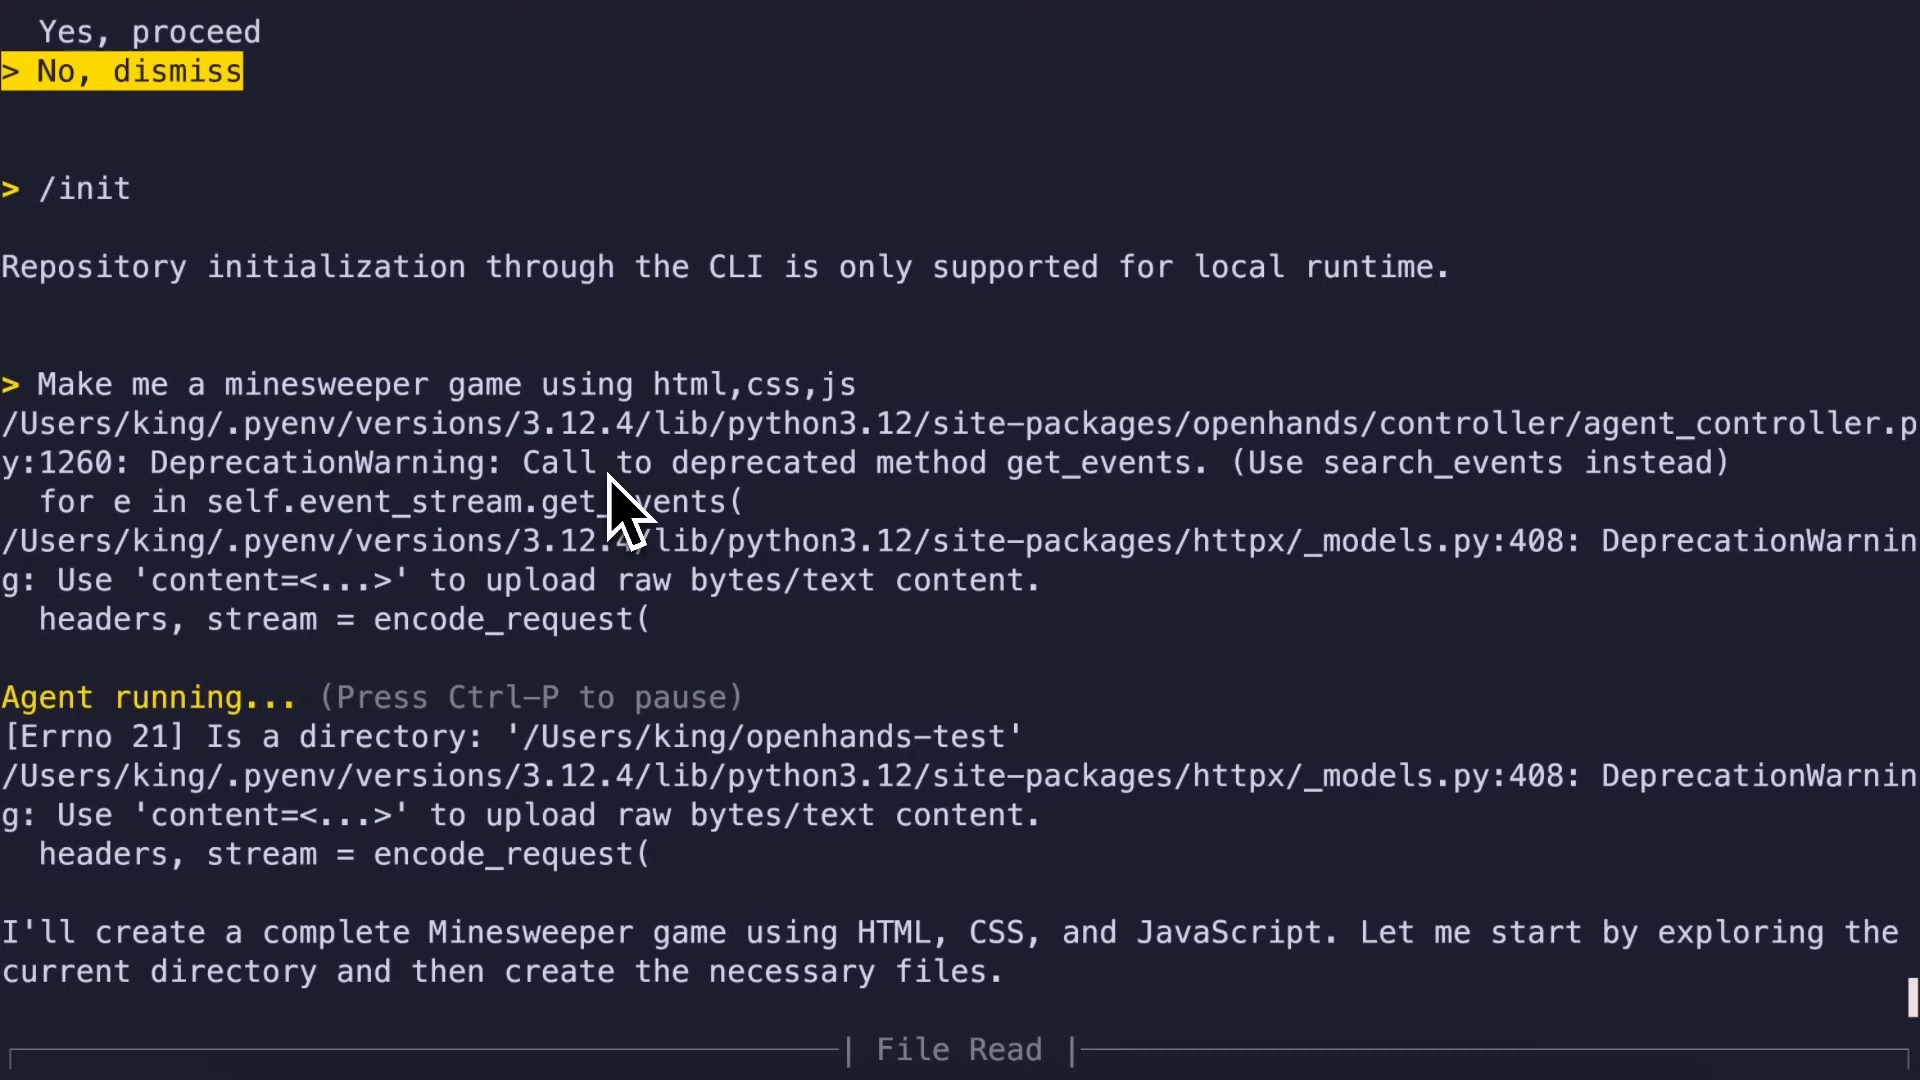 Yes, proceed
> No, dismiss
> /init
Repository initialization through the CLI is only supported for local runtime.
> Make me a minesweeper game using html,css,js
/Users/king/.pyenv/versions/3.12.4/lib/python3.12/site-packages/openhands/controller/agent_controller.p
y:1260: DeprecationWarning: Call to deprecated method get_events. (Use search_events instead)
for e in self.event_stream.get_events(
/Users/king/.pyenv/versions/3.12.4/lib/python3.12/site-packages/httpx/_models.py:408: DeprecationWarnin
g: Use 'content=<...>' to upload raw bytes/text content.
headers, stream = encode_request(
Agent running... (Press Ctrl-P to pause)
[Errno 21] Is a directory: '/Users/king/openhands-test'
/Users/king/.pyenv/versions/3.12.4/lib/python3.12/site-packages/httpx/_models.py:408: DeprecationWarnin
g: Use 'content=<...>' to upload raw bytes/text content.
headers, stream = encode_request(
I'll create a complete Minesweeper game using HTML, CSS, and JavaScript. Let me start by exploring the
current directory and then create the necessary files.
| File Read |